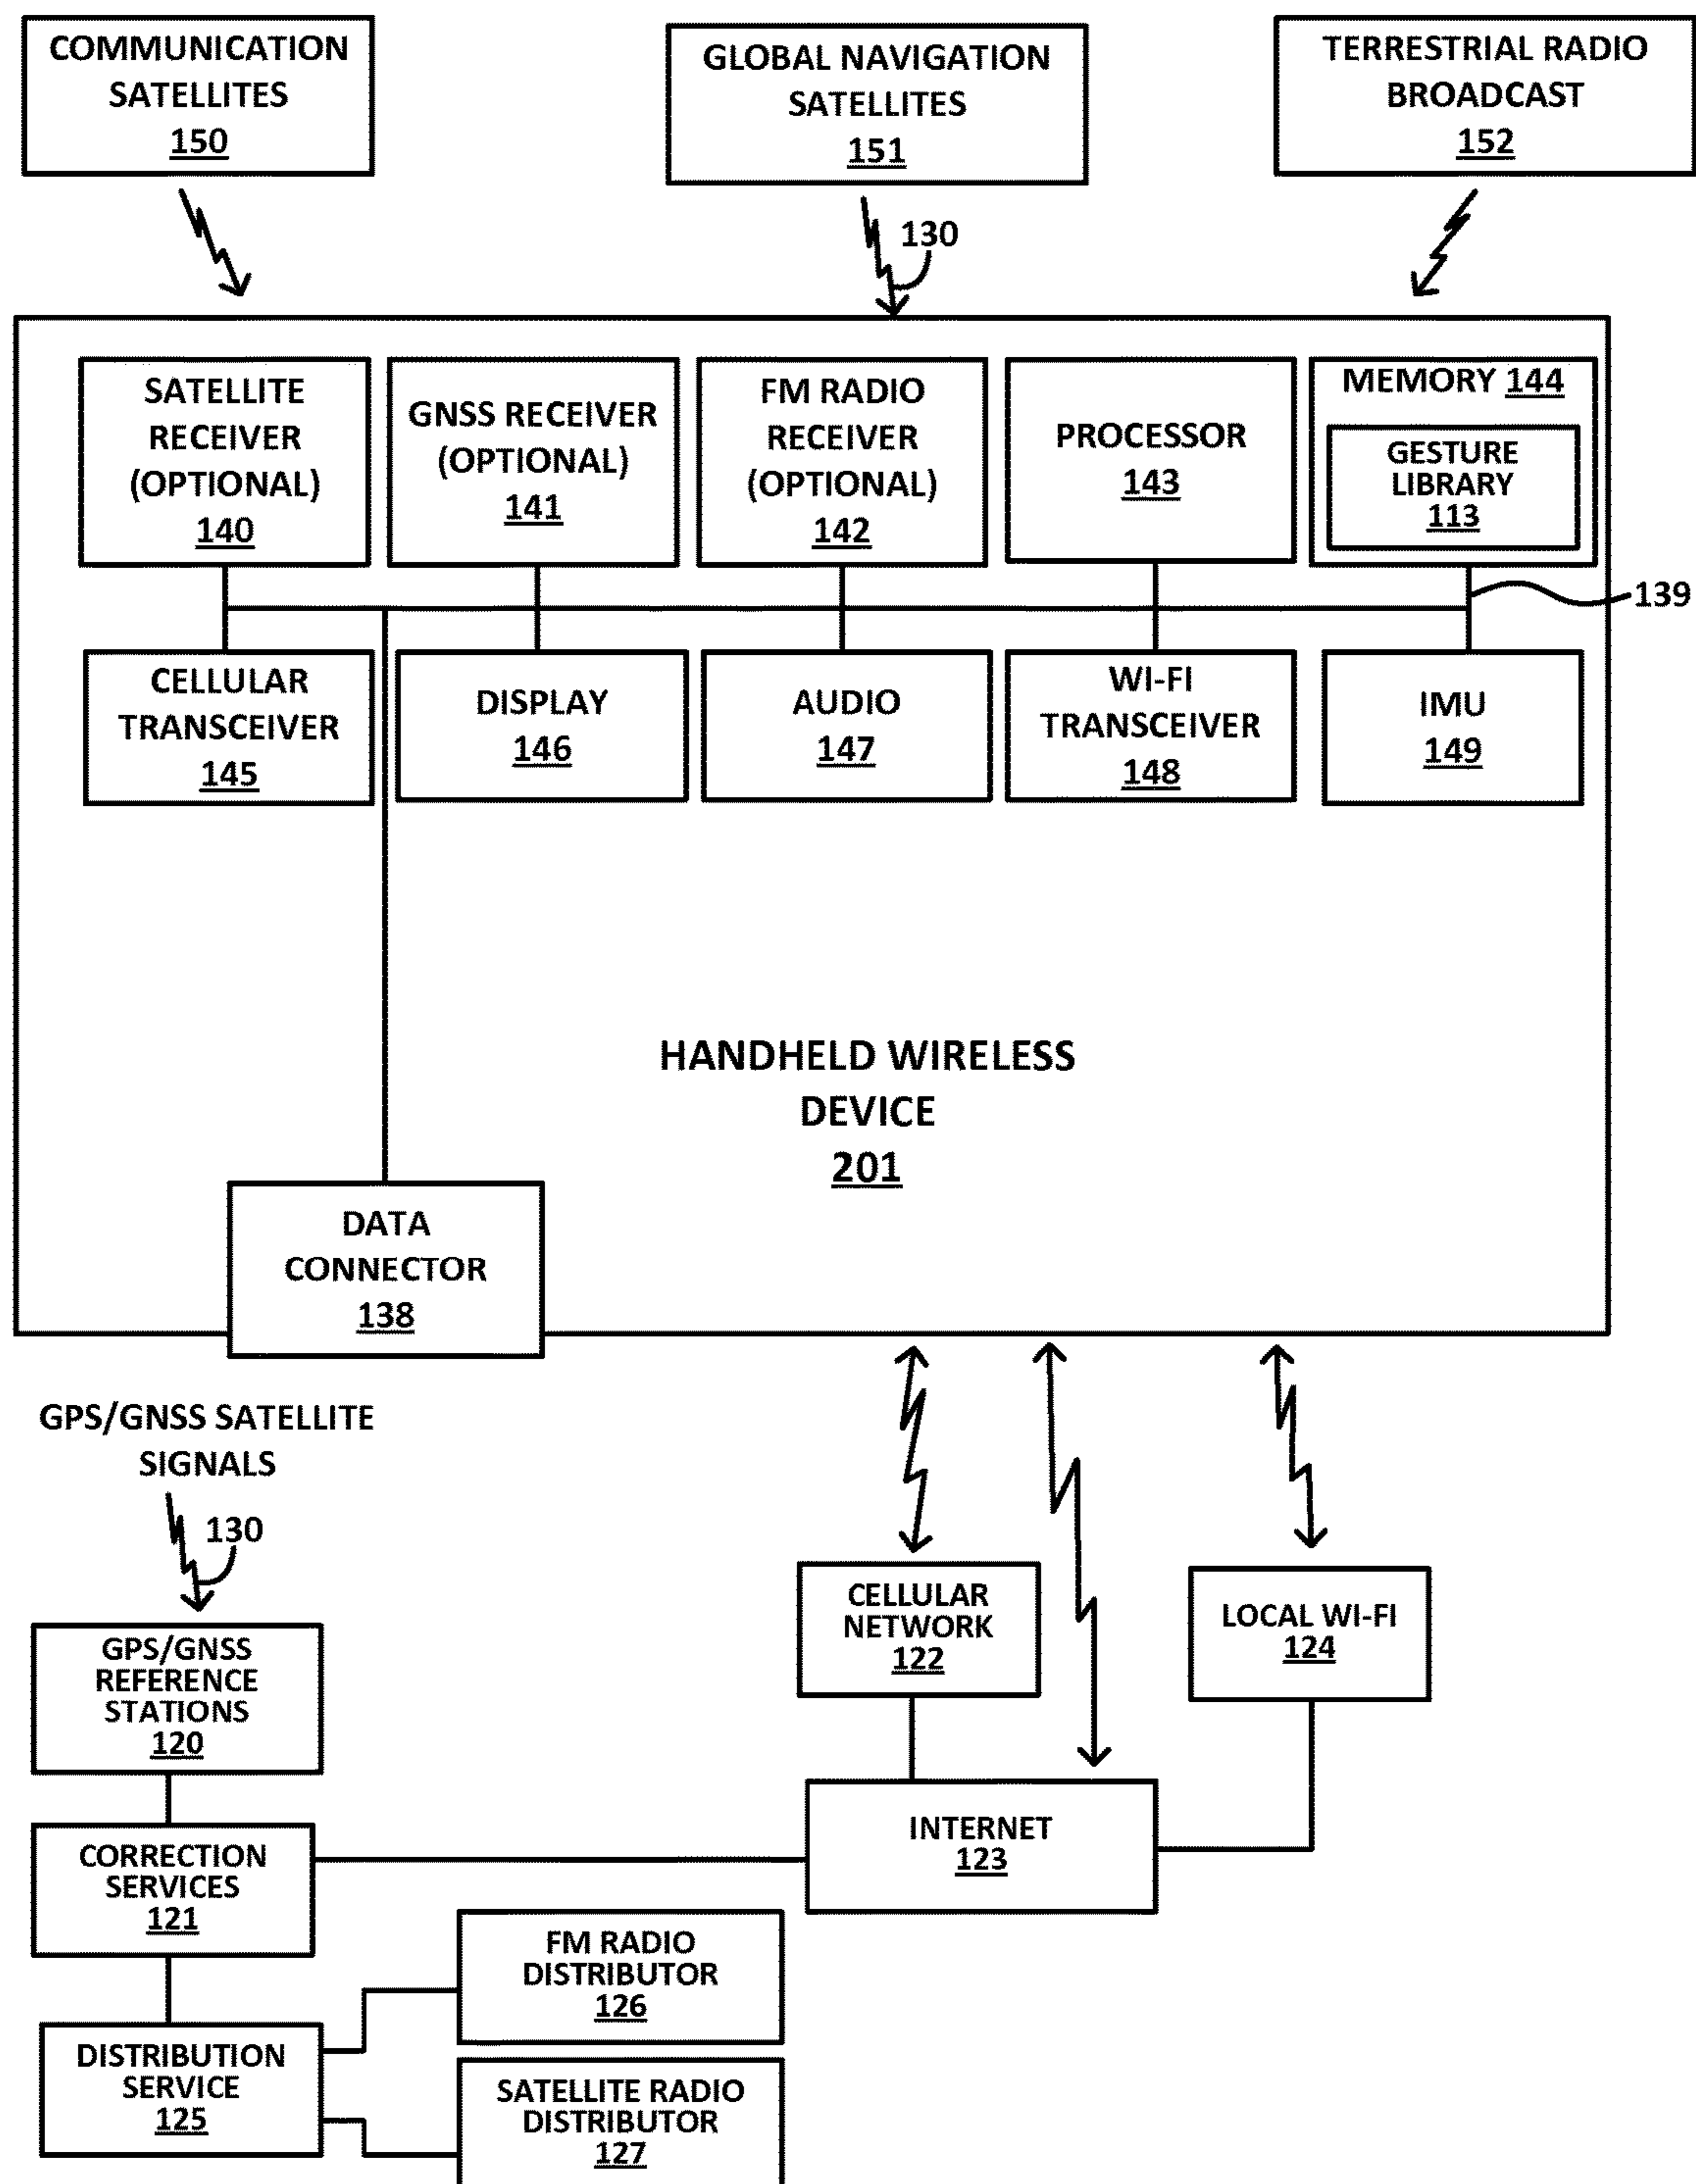 COMMUNICATION
SATELLITES
150
GLOBAL NAVIGATION
SATELLITES
151
TERRESTRIAL RADIO
BROADCAST
152
130
SATELLITE
RECEIVER
(OPTIONAL)
140
GNSS RECEIVER
(OPTIONAL)
141
FM RADIO
RECEIVER
(OPTIONAL)
142
PROCESSOR
143
MEMORY 144
GESTURE
LIBRARY
113
139
CELLULAR
TRANSCEIVER
145
DISPLAY
146
AUDIO
147
WI-FI
TRANSCEIVER
148
IMU
149
HANDHELD WIRELESS
DEVICE
201
DATA
CONNECTOR
138
GPS/GNSS SATELLITE
SIGNALS
130
GPS/GNSS
REFERENCE
STATIONS
120
CELLULAR
NETWORK
122
LOCAL WI-FI
124
CORRECTION
SERVICES
121
INTERNET
123
FM RADIO
DISTRIBUTOR
126
DISTRIBUTION
SERVICE
125
SATELLITE RADIO
DISTRIBUTOR
127